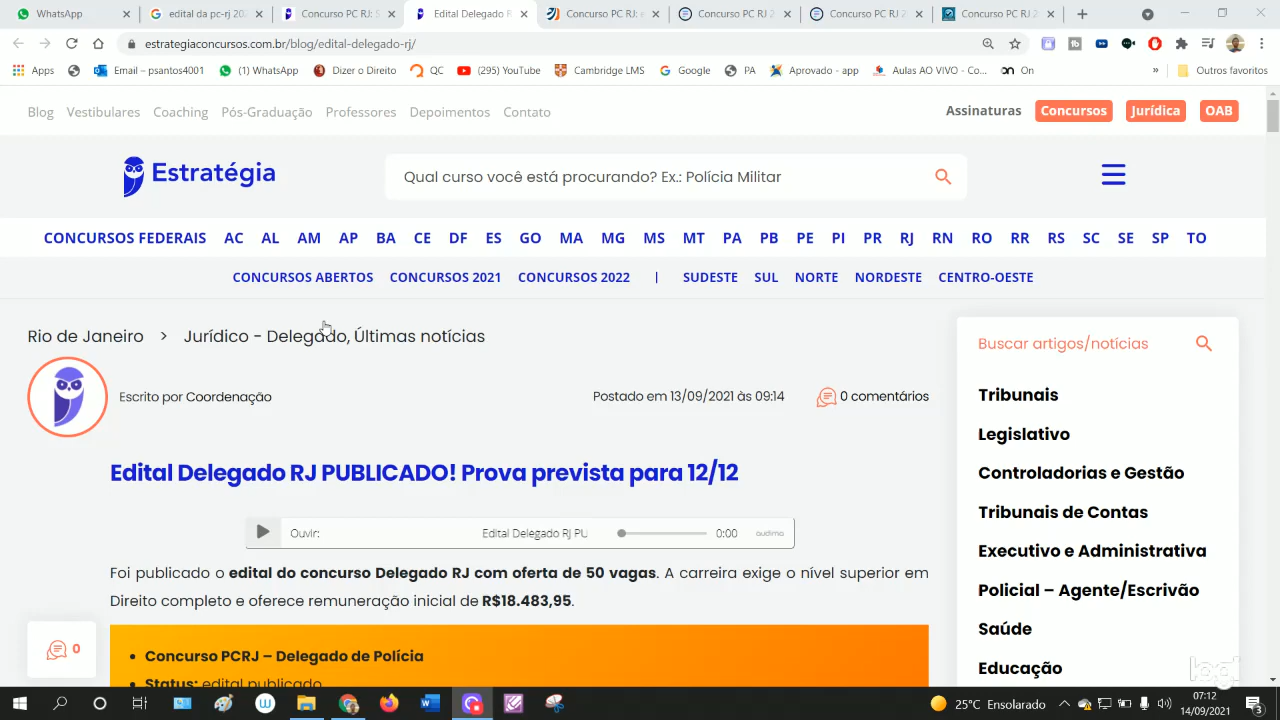 WhatsApp
edital da pc-rj 202
Concurso PC RJ: S
Edital Delegado R
Concurso PC RJ: e
Concurso PC RJ 2
Concurso PC RJ 2
Concurso PC RJ 2
estrategiaconcursos.com.br/blog/edital-delegado-rj/
Apps
Email – psantos4001
(1) WhatsApp
Dizer o Direito
QC
(295) YouTube
Cambridge LMS
Google
PA
Aprovado - app
Aulas AO VIVO - Co...
On
»
Outros favoritos
Blog Vestibulares Coaching Pós-Graduação Professores Depoimentos Contato
Assinaturas Concursos Jurídica OAB
Estratégia
Qual curso você está procurando? Ex.: Polícia Militar
CONCURSOS FEDERAIS AC AL AM AP BA CE DF ES GO MA MG MS MT PA PB PE PI PR RJ RN RO RR RS SC SE SP TO
CONCURSOS ABERTOS CONCURSOS 2021 CONCURSOS 2022 | SUDESTE SUL NORTE NORDESTE CENTRO-OESTE
Rio de Janeiro > Jurídico - Delegado, Últimas notícias
Escrito por Coordenação
Postado em 13/09/2021 às 09:14
0 comentários
Edital Delegado RJ PUBLICADO! Prova prevista para 12/12
Ouvir: Edital Delegado Rj PU 0:00 audima
Foi publicado o edital do concurso Delegado RJ com oferta de 50 vagas. A carreira exige o nível superior em
Direito completo e oferece remuneração inicial de R$18.483,95.
• Concurso PCRJ – Delegado de Polícia
• Status: edital publicado
0
Buscar artigos/notícias
Tribunais
Legislativo
Controladorias e Gestão
Tribunais de Contas
Executivo e Administrativa
Policial – Agente/Escrivão
Saúde
Educação
25°C Ensolarado
07:12
14/09/2021
3